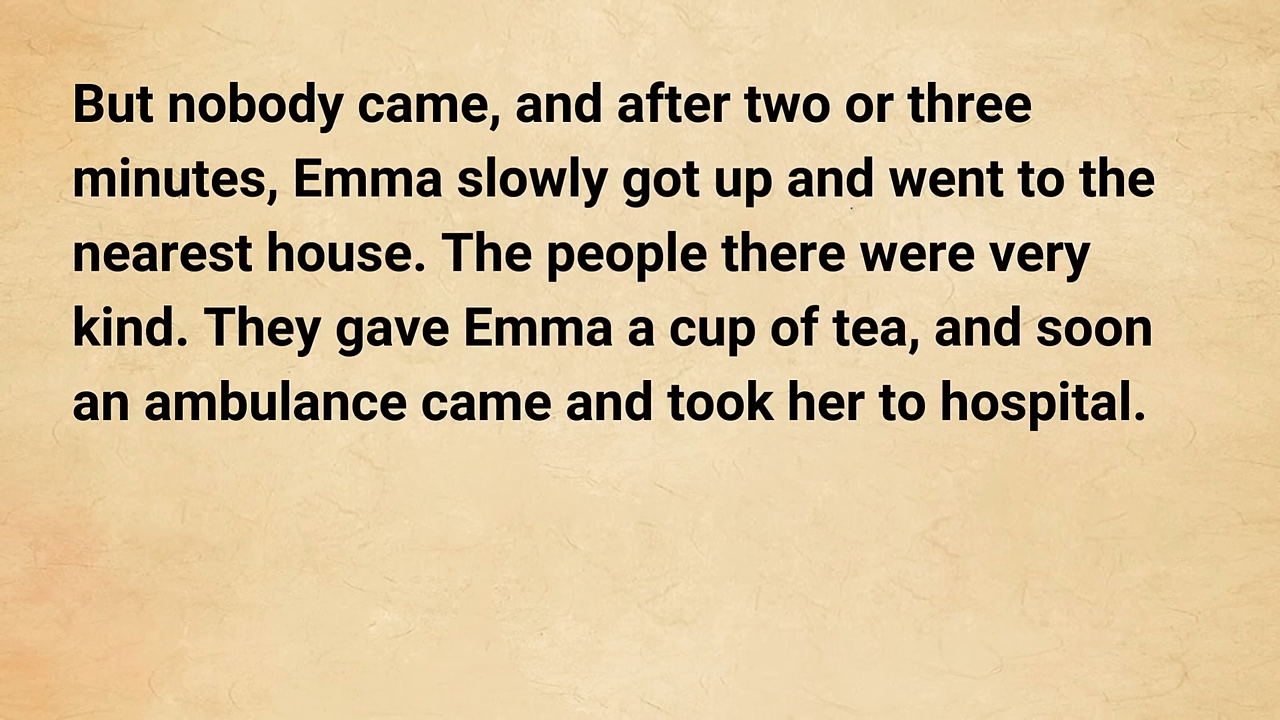 But nobody came, and after two or three
minutes, Emma slowly got up and went to the
nearest house. The people there were very
kind. They gave Emma a cup of tea, and soon
an ambulance came and took her to hospital.